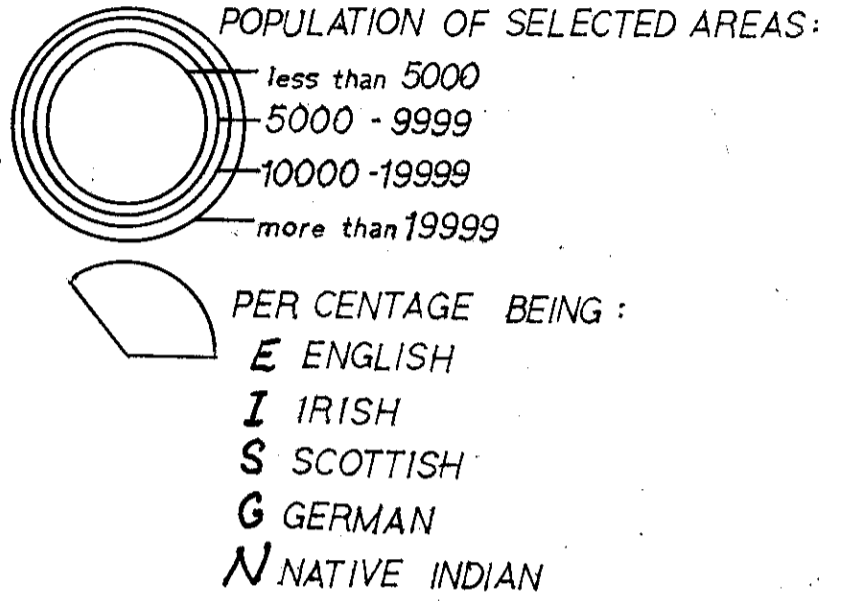 POPULATION OF SELECTED AREAS:
less than 5000
5000 - 9999
10000 -19999
more than 19999
PER CENTAGE BEING :
E ENGLISH
I IRISH
S SCOTTISH
G GERMAN
N NATIVE INDIAN